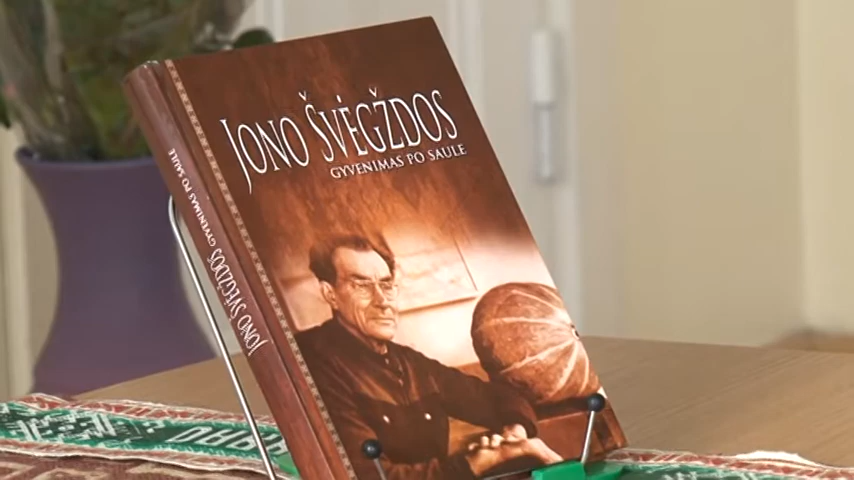 JONO ŠVĖGŽDOS
GYVENIMAS PO SAULE
JONO ŠVĖGŽDOS GYVENIMAS PO SAULE